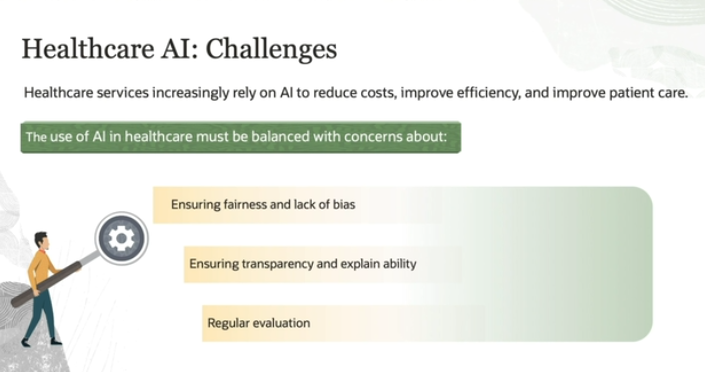 Healthcare AI: Challenges
Healthcare services increasingly rely on AI to reduce costs, improve efficiency, and improve patient care.
The use of AI in healthcare must be balanced with concerns about:
Ensuring fairness and lack of bias
Ensuring transparency and explain ability
Regular evaluation